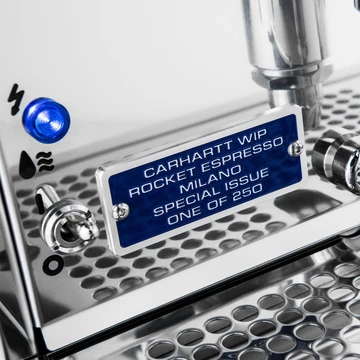 CARHARTT WIP
ROCKET ESPRESSO
MILANO
SPECIAL ISSUE
ONE OF 250